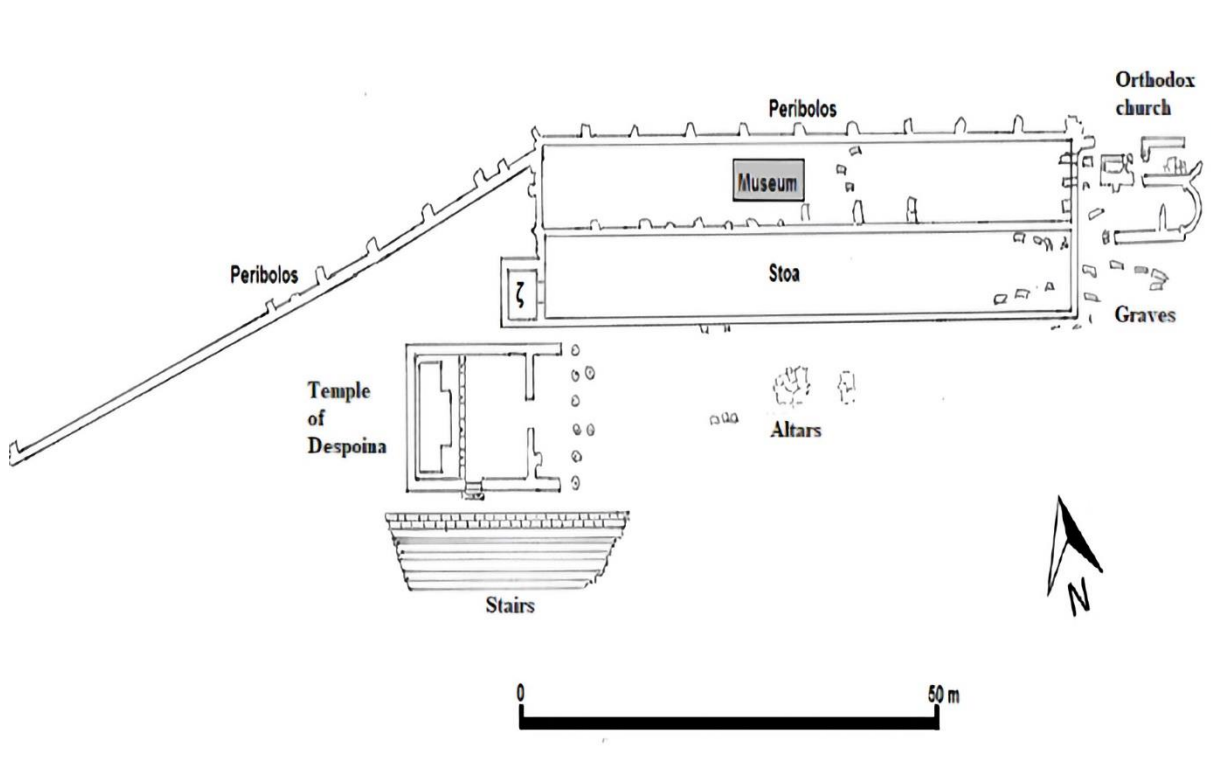 Orthodox
church
Peribolos
Museum
Peribolos
Stoa
ζ
Graves
Temple
of
Despoina
Altars
Stairs
N
0 50 m